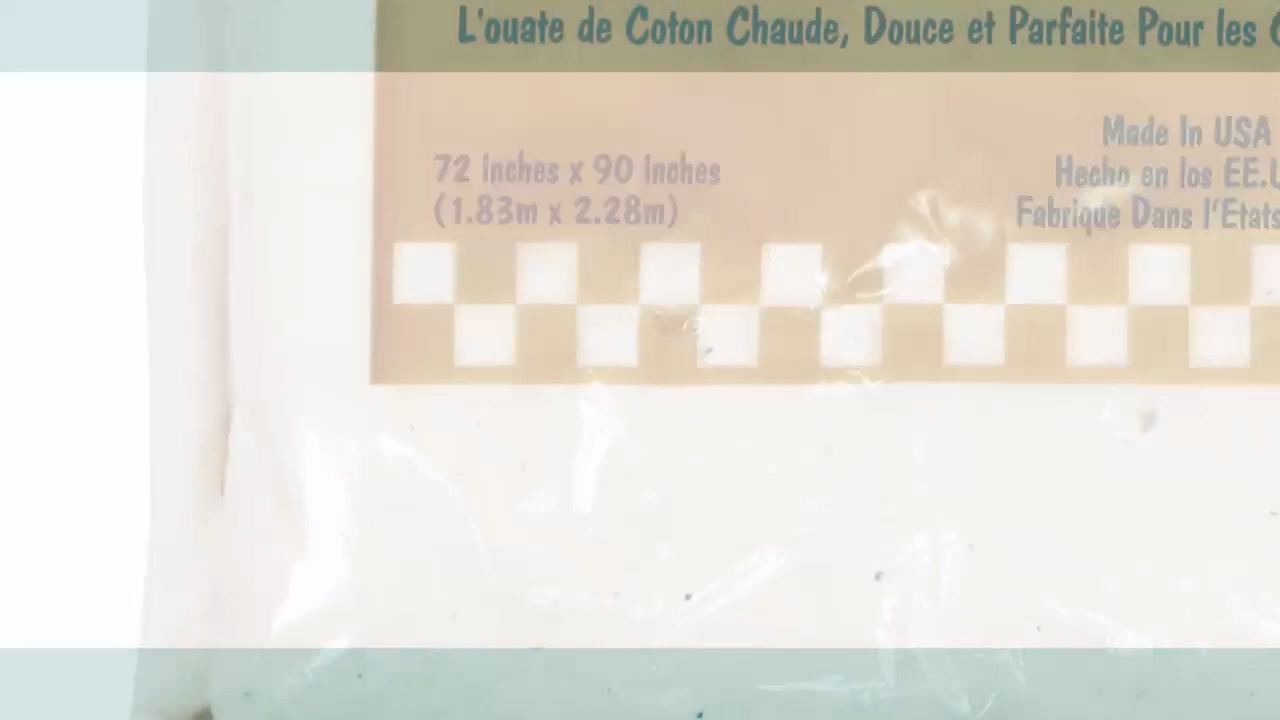 L'ouate de Coton Chaude, Douce et Parfaite Pour les
Made In USA
72 inches x 90 inches
Hecho en los EE.U
(1.83m x 2.28m)
Fabrique Dans l'Etats